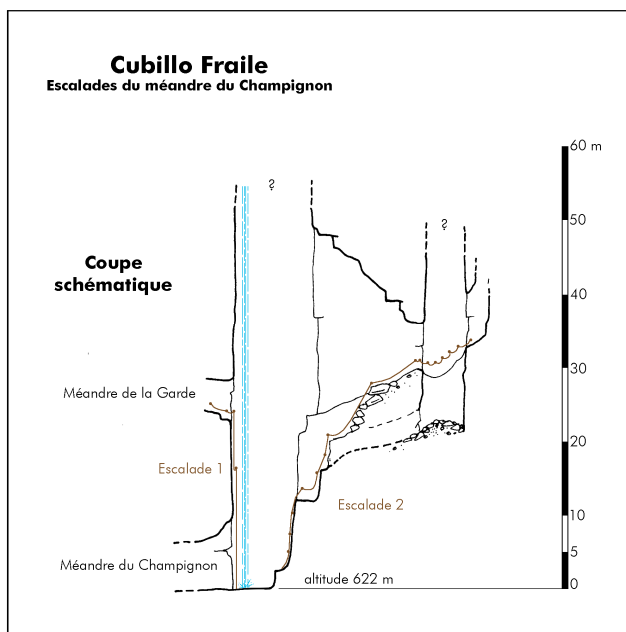 Cubillo Fraile
Escalades du méandre du Champignon
60 m
?
?
50
Coupe
schématique
40
30
Méandre de la Garde
20
Escalade 1
Escalade 2
10
5
Méandre du Champignon
altitude 622 m
0